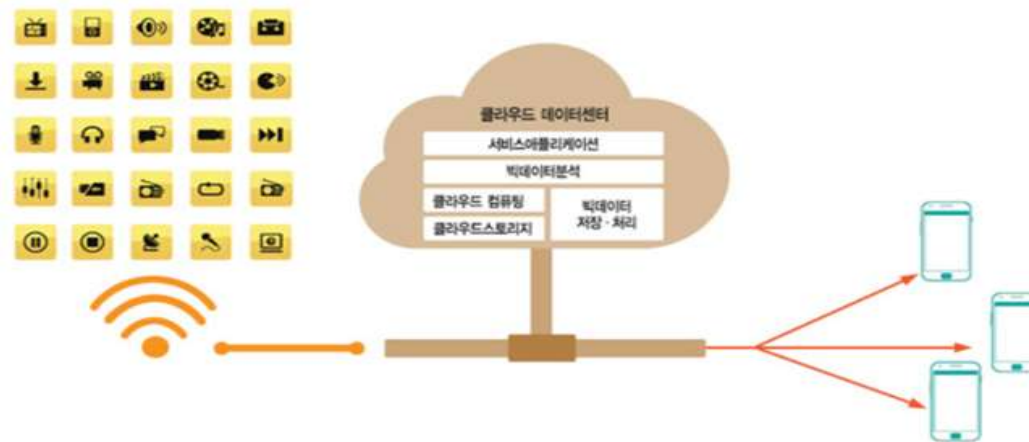 클라우드 데이터센터
서비스애플리케이션
빅데이터분석
클라우드 컴퓨팅
클라우드스토리지
빅데이터
저장·처리